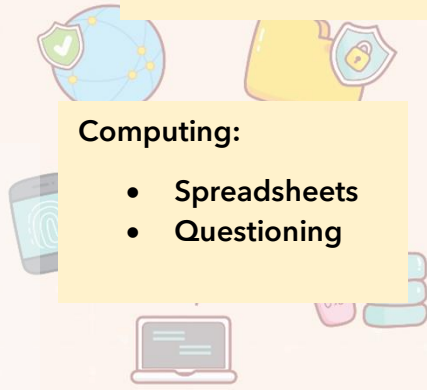 Computing:
• Spreadsheets
• Questioning